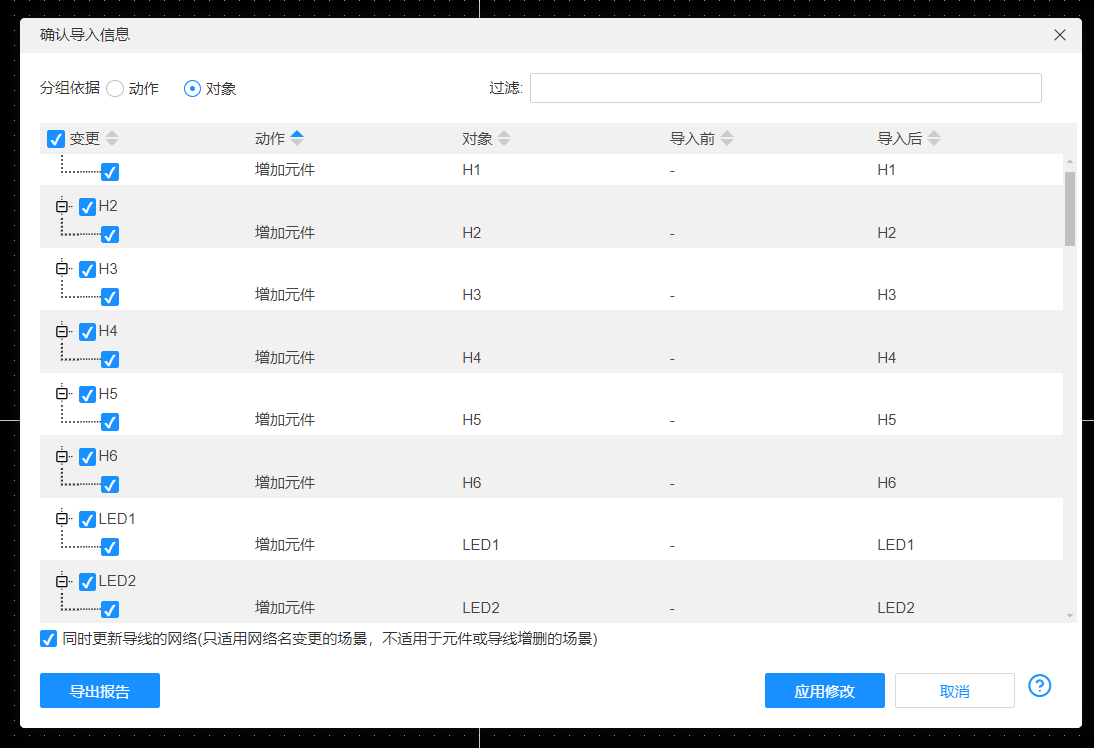 确认导入信息
分组依据 动作 对象 过滤:
变更 动作 对象 导入前 导入后
增加元件 H1 - H1
H2
增加元件 H2 - H2
H3
增加元件 H3 - H3
H4
增加元件 H4 - H4
H5
增加元件 H5 - H5
H6
增加元件 H6 - H6
LED1
增加元件 LED1 - LED1
LED2
增加元件 LED2 - LED2
同时更新导线的网络(只适用网络名变更的场景，不适用于元件或导线增删的场景)
导出报告 应用修改 取消 ?